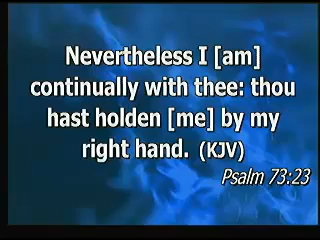 Nevertheless I [am]
continually with thee: thou
hast holden [me] by my
right hand. (KJV)
Psalm 73:23